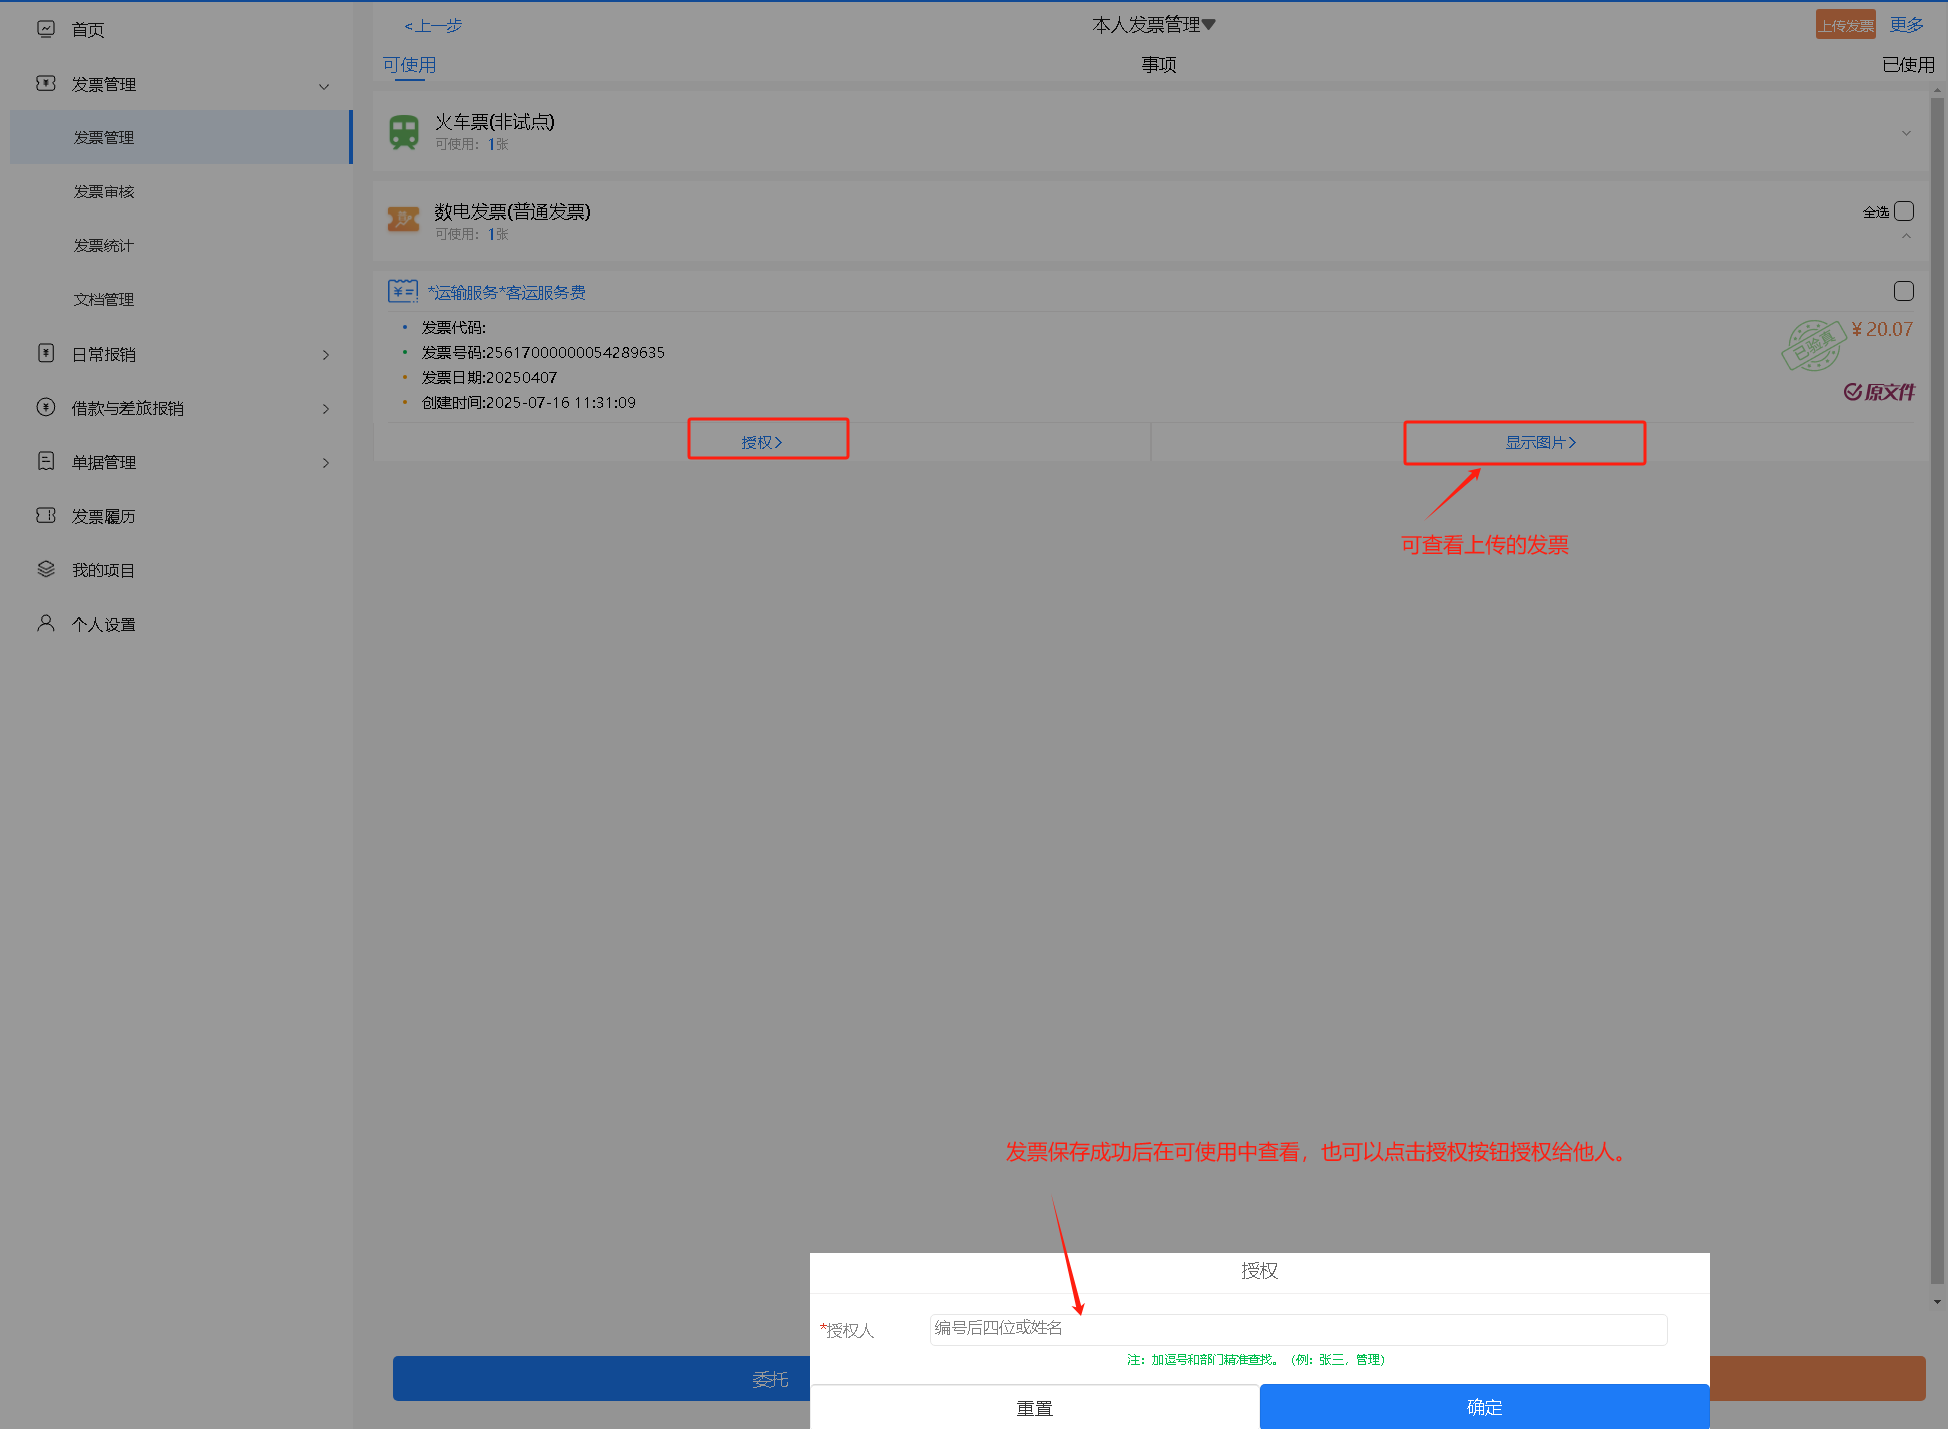 首页
发票管理
发票管理
发票审核
发票统计
文档管理
日常报销
借款与差旅报销
单据管理
发票履历
我的项目
个人设置
<上一步
本人发票管理▼
上传发票 更多
可使用 事项 已使用
火车票(非试点)
可使用：1张
数电发票(普通发票)
可使用：1张
全选
*运输服务*客运服务费
发票代码:
发票号码:25617000000054289635
发票日期:20250407
创建时间:2025-07-16 11:31:09
¥20.07
已验真
原文件
授权>
显示图片>
可查看上传的发票
发票保存成功后在可使用中查看，也可以点击授权按钮授权给他人。
授权
*授权人 编号后四位或姓名
注：加逗号和部门精准查找。（例：张三，管理）
委托
重置 确定